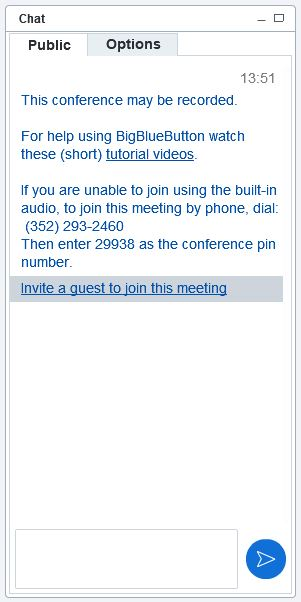 Chat
Public
Options
13:51
This conference may be recorded.
For help using BigBlueButton watch
these (short) tutorial videos.
If you are unable to join using the built-in
audio, to join this meeting by phone, dial:
(352) 293-2460
Then enter 29938 as the conference pin
number.
Invite a guest to join this meeting